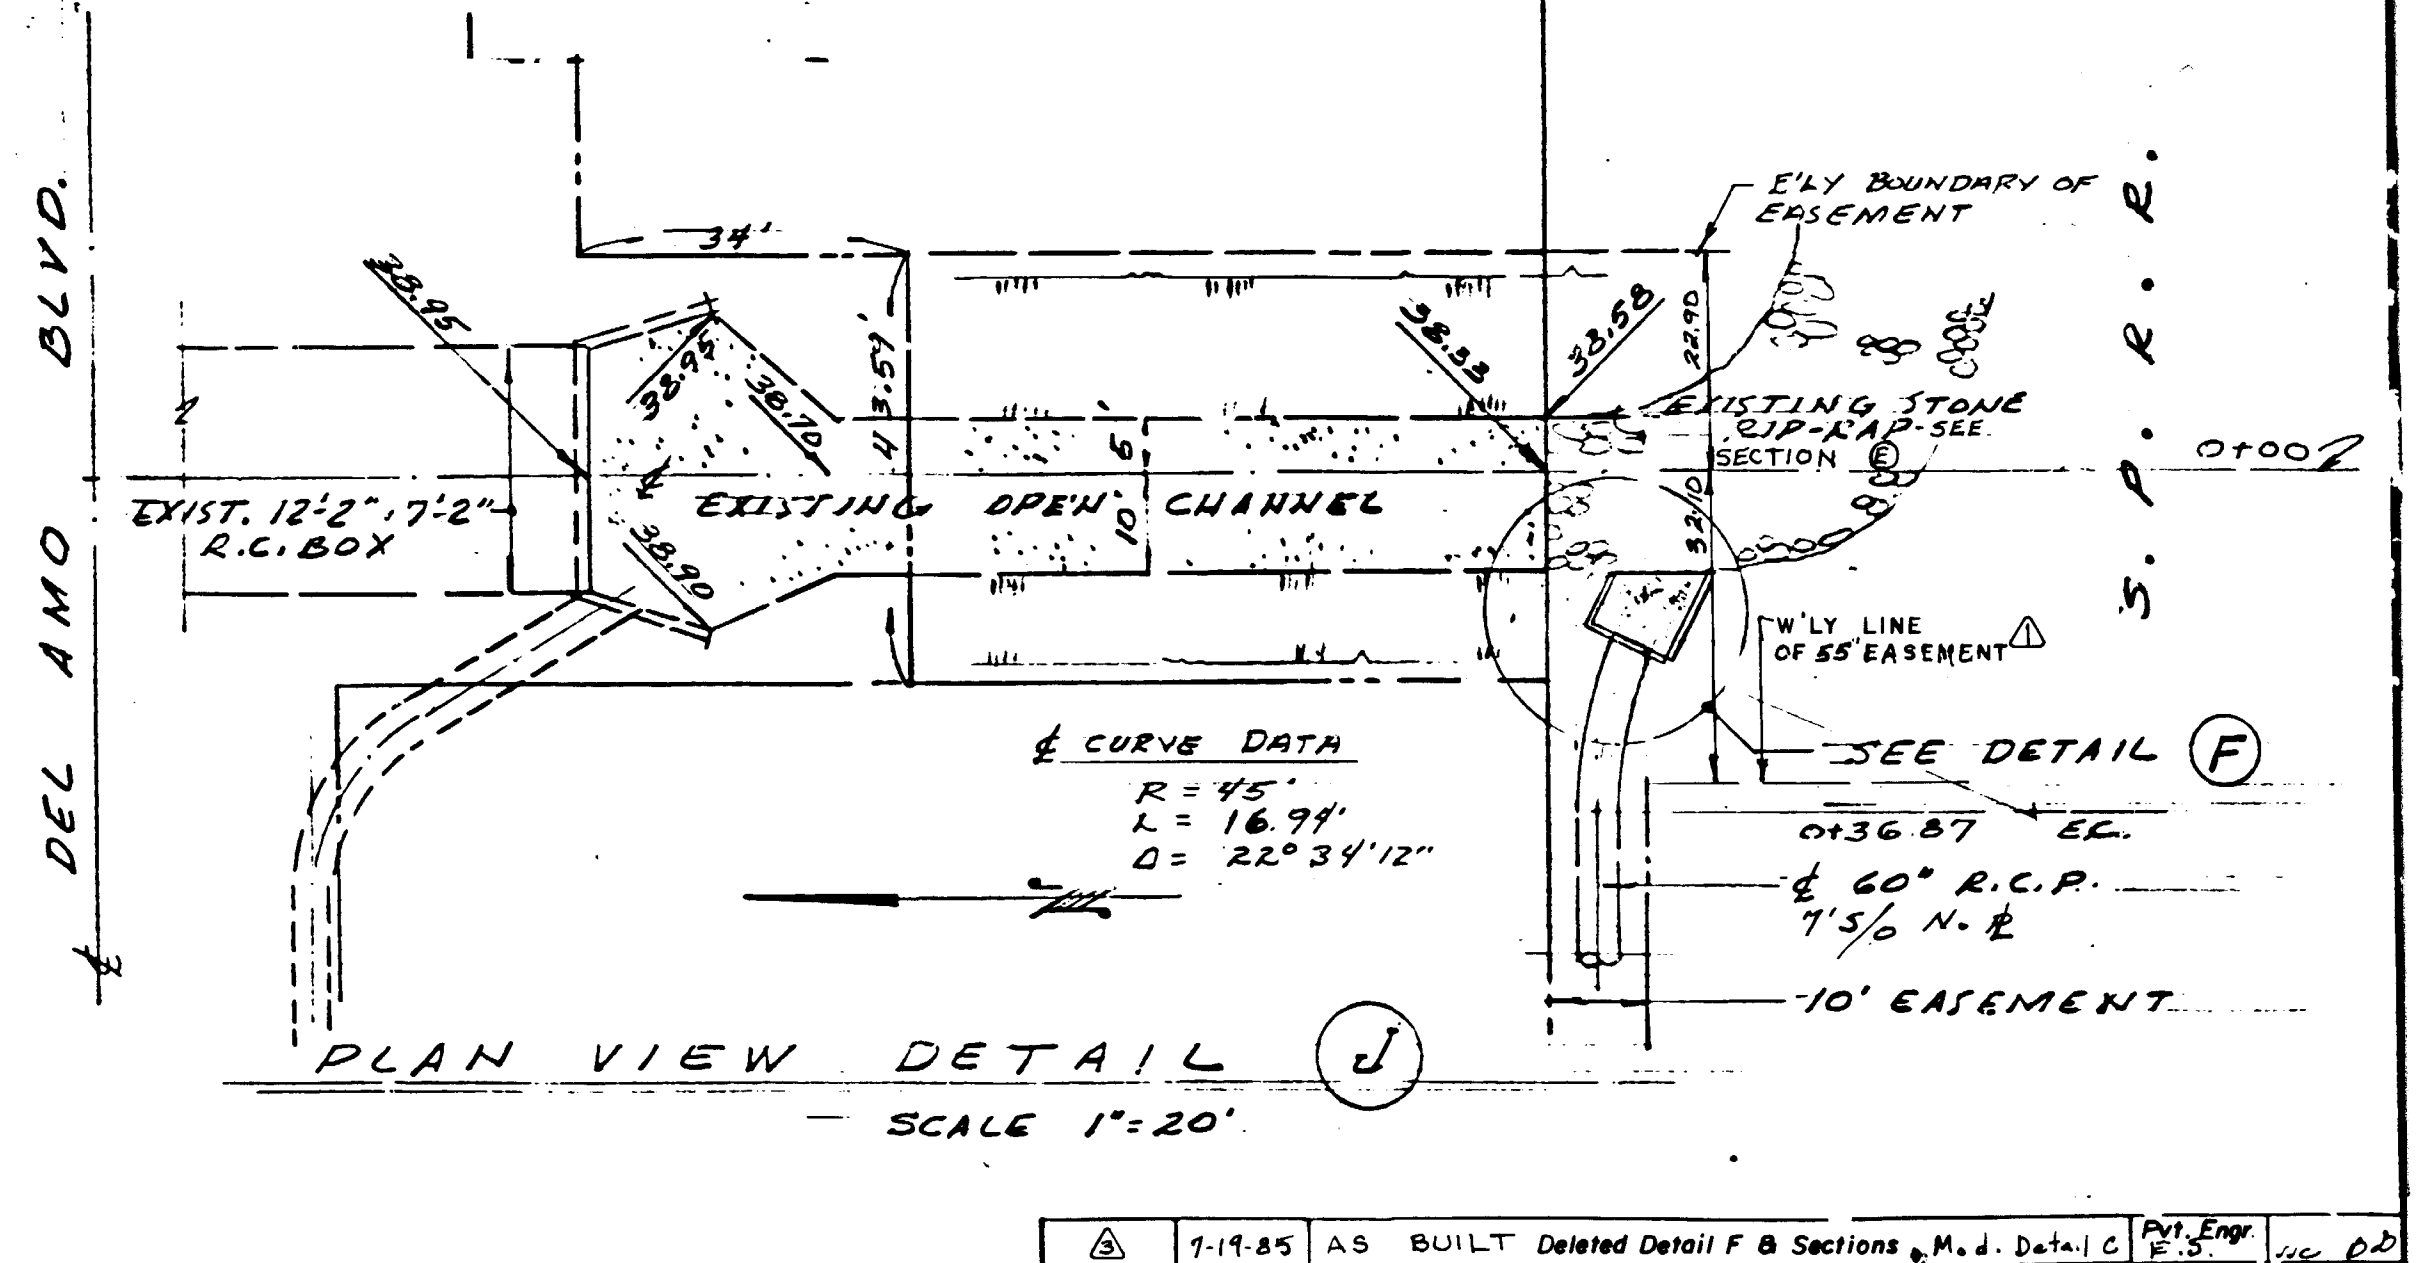 DEL AMO BLVD.
℄
34'
38.95
38.95
38.70
38.90
43.59'
EXIST. 12'-2" x 7'-2"
R.C. BOX
℄ EXISTING OPEN CHANNEL
10' 6"
38.33
38.58
22.90
32.10
E'LY BOUNDARY OF
EASEMENT
EXISTING STONE
RIP-RAP-SEE
SECTION E
0+00
S. P. R. R.
W'LY LINE
OF 55' EASEMENT 1
SEE DETAIL F
0+36.87 E.C.
℄ 60" R.C.P.
7' S/O N. ⅊
10' EASEMENT
℄ CURVE DATA
R = 45'
L = 16.94'
Δ = 22° 34' 12"
PLAN VIEW DETAIL J
SCALE 1"=20'
3 7-19-85 AS BUILT Deleted Detail F & Sections, Mod. Detail C Pvt. Engr.
E.S.